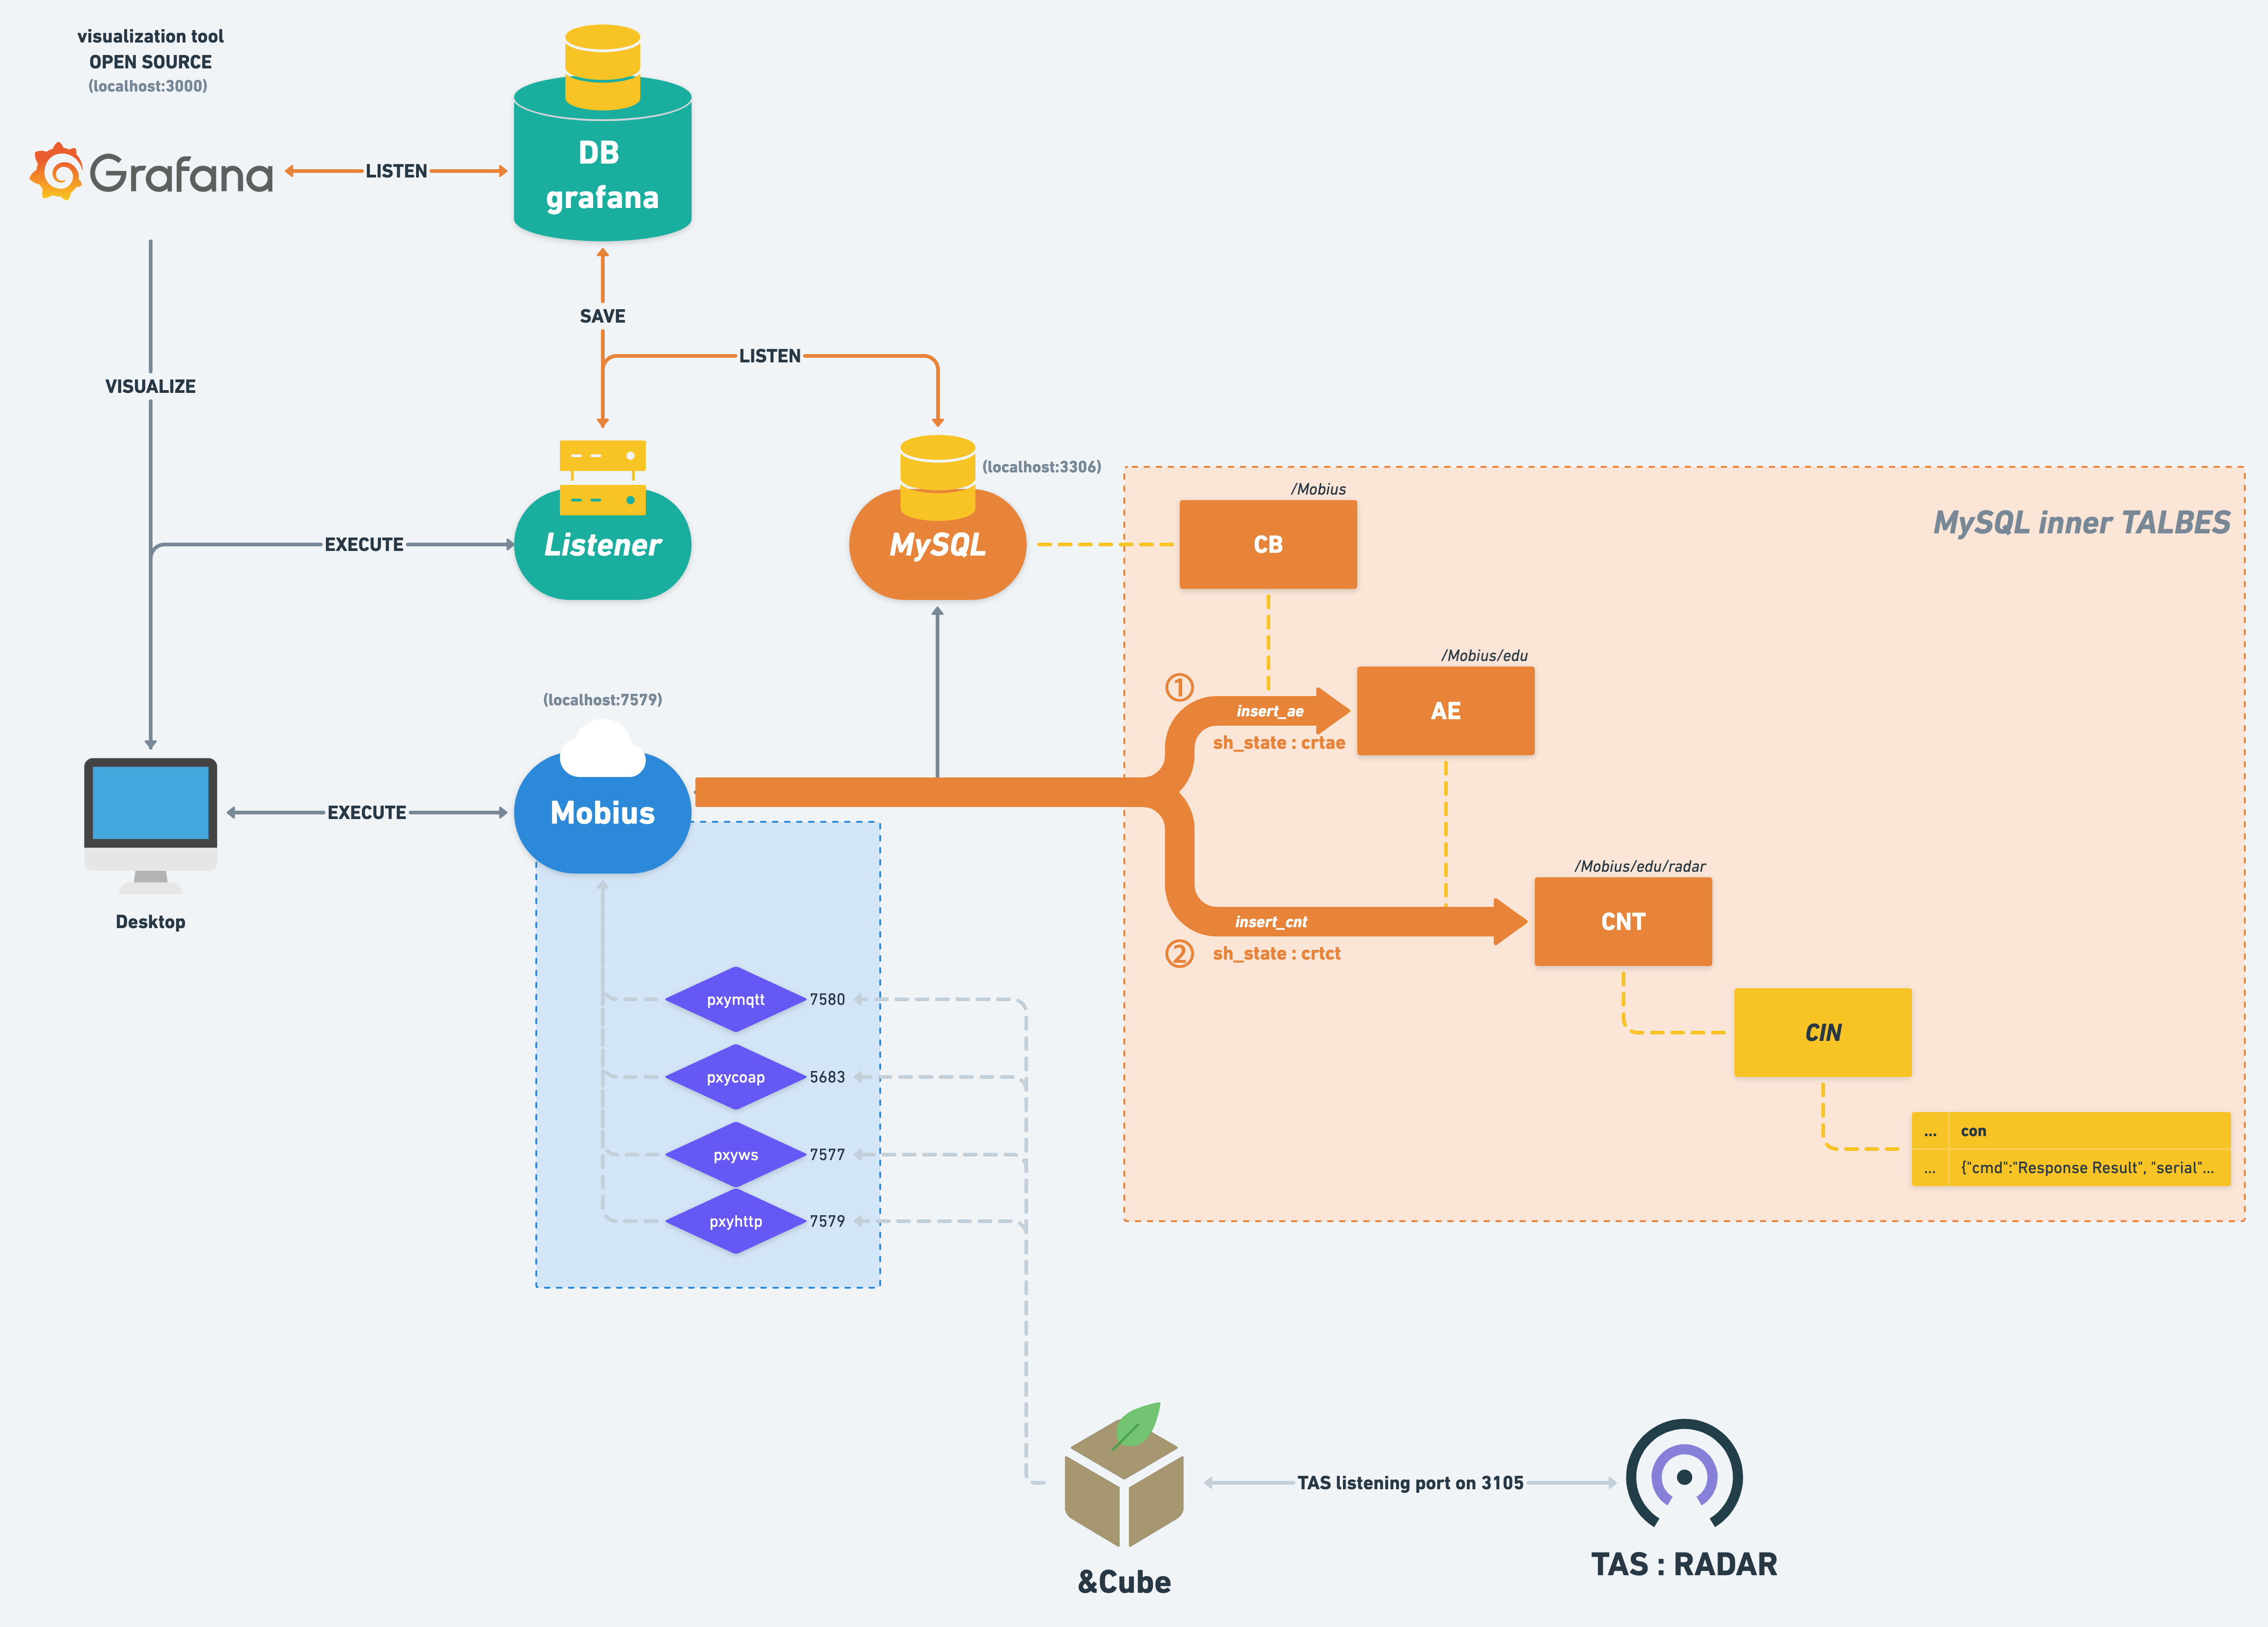 visualization tool
OPEN SOURCE
(localhost:3000)
Grafana
LISTEN
DB
grafana
SAVE
LISTEN
VISUALIZE
EXECUTE
Listener
MySQL
(localhost:3306)
MySQL inner TALBES
/Mobius
CB
/Mobius/edu
AE
①
insert_ae
sh_state : crtae
(localhost:7579)
Mobius
EXECUTE
Desktop
/Mobius/edu/radar
CNT
insert_cnt
②
sh_state : crtct
CIN
... con
... {"cmd":"Response Result", "serial"...
pxymqtt 7580
pxycoap 5683
pxyws 7577
pxyhttp 7579
&Cube
TAS listening port on 3105
TAS : RADAR